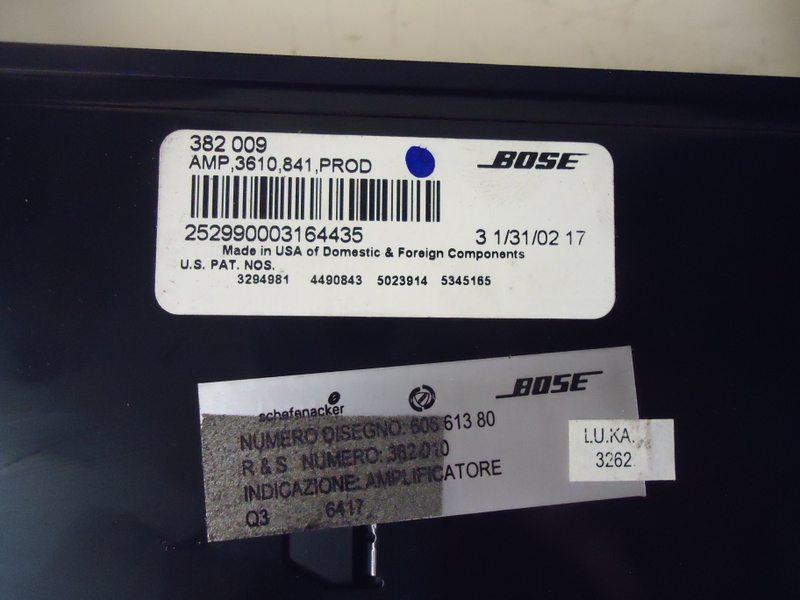 382 009
AMP,3610,841,PROD
BOSE
252990003164435
3 1/31/02 17
Made in USA of Domestic & Foreign Components
U.S. PAT. NOS.
3294981 4490843 5023914 5345165
schefenacker
BOSE
NUMERO DISEGNO: 606 613 80
R & S NUMERO: 382 010
INDICAZIONE: AMPLIFICATORE
Q3 6417
I.U.KA.
3262